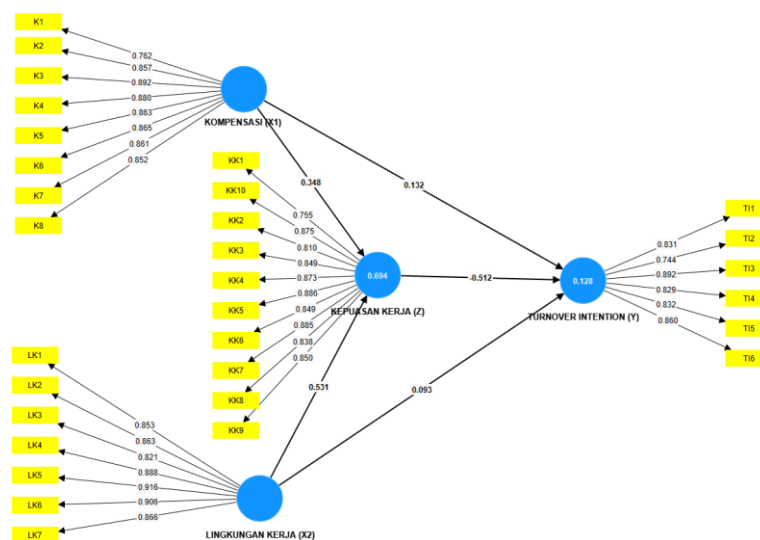 K1
K2
K3
K4
K5
K6
K7
K8
0.762
0.857
0.892
0.880
0.863
0.865
0.861
0.852
KOMPENSASI (X1)
0.348
0.132
KK1
KK10
KK2
KK3
KK4
KK5
KK6
KK7
KK8
KK9
0.755
0.875
0.810
0.849
0.873
0.886
0.849
0.885
0.838
0.850
0.694
KEPUASAN KERJA (Z)
-0.512
0.128
TURNOVER INTENTION (Y)
0.831
0.744
0.892
0.829
0.832
0.860
TI1
TI2
TI3
TI4
TI5
TI6
0.531
0.093
LK1
LK2
LK3
LK4
LK5
LK6
LK7
0.853
0.863
0.821
0.888
0.916
0.906
0.866
LINGKUNGAN KERJA (X2)